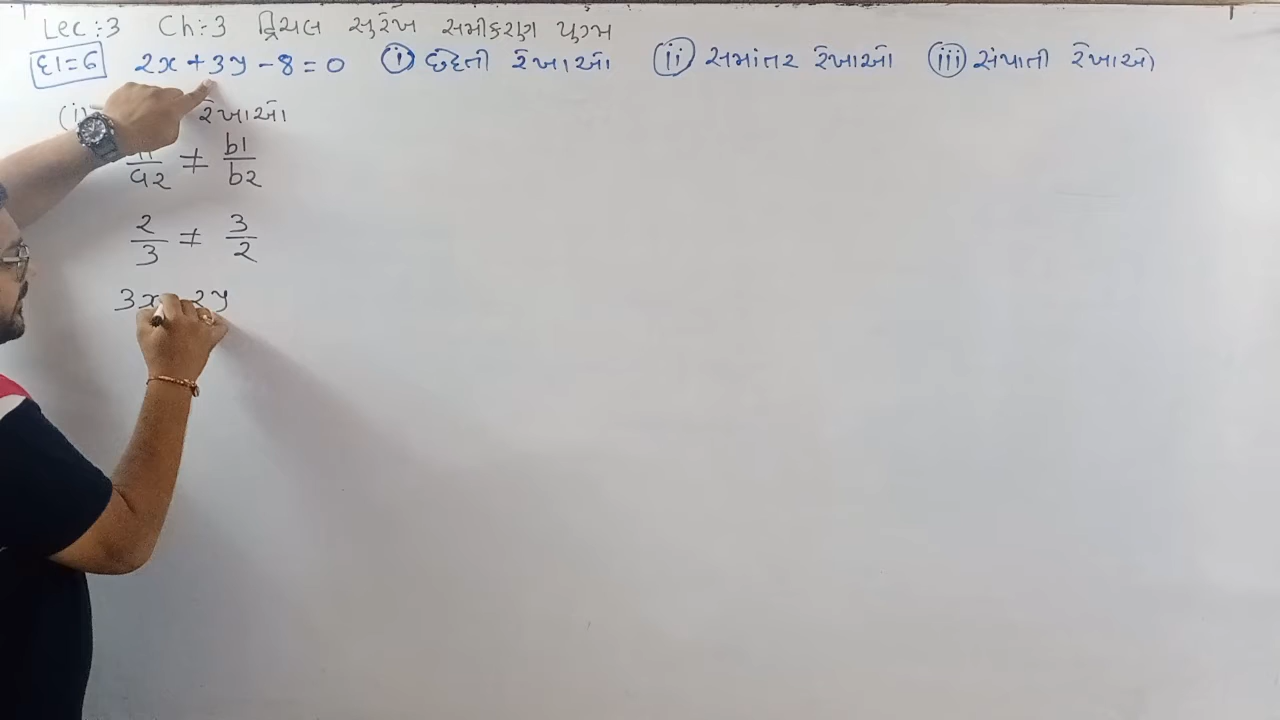 Lec :3 Ch:3 દ્વિચલ સુરેખ સમીકરણ યુગ્મ
દા=6 2x + 3y - 8 = 0 (i) છેદતી રેખાઓ (ii) સમાંતર રેખાઓ (iii) સંપાતી રેખાઓ
(i) રેખાઓ
a2 ≠ b1/b2
2/3 ≠ 3/2
3x 2y